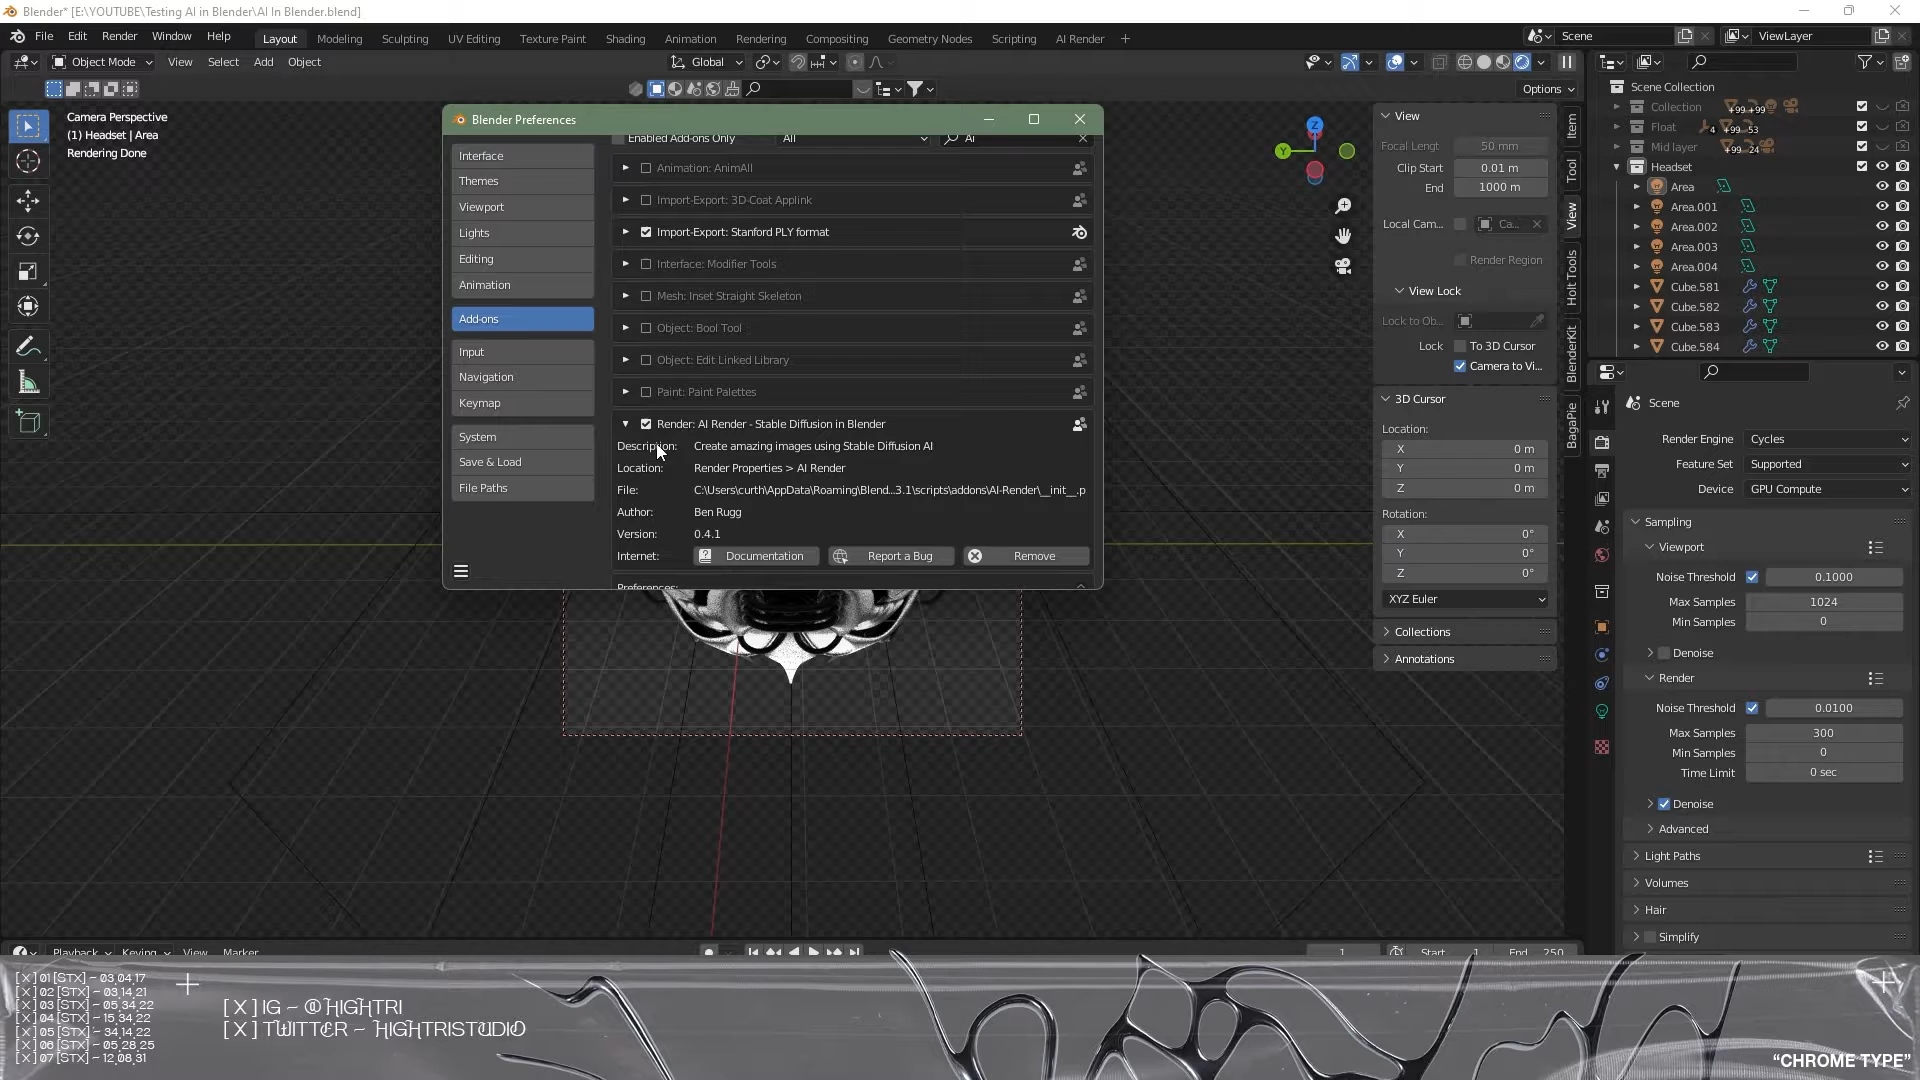 Blender* [E:\YOUTUBE\Testing AI in Blender\AI In Blender.blend]
File Edit Render Window Help Layout Modeling Sculpting UV Editing Texture Paint Shading Animation Rendering Compositing Geometry Nodes Scripting AI Render + Scene ViewLayer
Object Mode View Select Add Object Global
Options
Camera Perspective
(1) Headset | Area
Rendering Done
Blender Preferences
Interface
Themes
Viewport
Lights
Editing
Animation
Add-ons
Input
Navigation
Keymap
System
Save & Load
File Paths
Enabled Add-ons Only All AI
Animation: AnimAll
Import-Export: 3D-Coat Applink
Import-Export: Stanford PLY format
Interface: Modifier Tools
Mesh: Inset Straight Skeleton
Object: Bool Tool
Object: Edit Linked Library
Paint: Paint Palettes
Render: AI Render - Stable Diffusion in Blender
Description: Create amazing images using Stable Diffusion AI
Location: Render Properties > AI Render
File: C:\Users\curth\AppData\Roaming\Blend...3.1\scripts\addons\AI-Render\__init__.p
Author: Ben Rugg
Version: 0.4.1
Internet: Documentation Report a Bug Remove
Preferences:
Z
Y
View
Focal Lengt 50 mm
Clip Start 0.01 m
End 1000 m
Local Cam... Ca...
Render Region
View Lock
Lock to Ob...
Lock To 3D Cursor
Camera to Vi...
3D Cursor
Location:
X 0 m
Y 0 m
Z 0 m
Rotation:
X 0°
Y 0°
Z 0°
XYZ Euler
Collections
Annotations
Item
Tool
View
Holt Tools
BlenderKit
BagaPie
Scene Collection
Collection +99 +99
Float 4 +99 53
Mid layer +99 24
Headset
Area
Area.001
Area.002
Area.003
Area.004
Cube.581
Cube.582
Cube.583
Cube.584
Scene
Render Engine Cycles
Feature Set Supported
Device GPU Compute
Sampling
Viewport
Noise Threshold 0.1000
Max Samples 1024
Min Samples 0
Denoise
Render
Noise Threshold 0.0100
Max Samples 300
Min Samples 0
Time Limit 0 sec
Denoise
Advanced
Light Paths
Volumes
Hair
Simplify
Playback Keying View Marker 1 Start 1 End 250
[X] 01 [STX] – 03,04,17
[X] 02 [STX] – 03,14,21
[X] 03 [STX] – 05,34,22
[X] 04 [STX] – 15,34,22
[X] 05 [STX] – 34,14,22
[X] 06 [STX] – 05,28,25
[X] 07 [STX] – 12,08,31
[X] IG – @HIGHTRI
[X] TWITTER – HIGHTRISTUDIO
“CHROME TYPE”